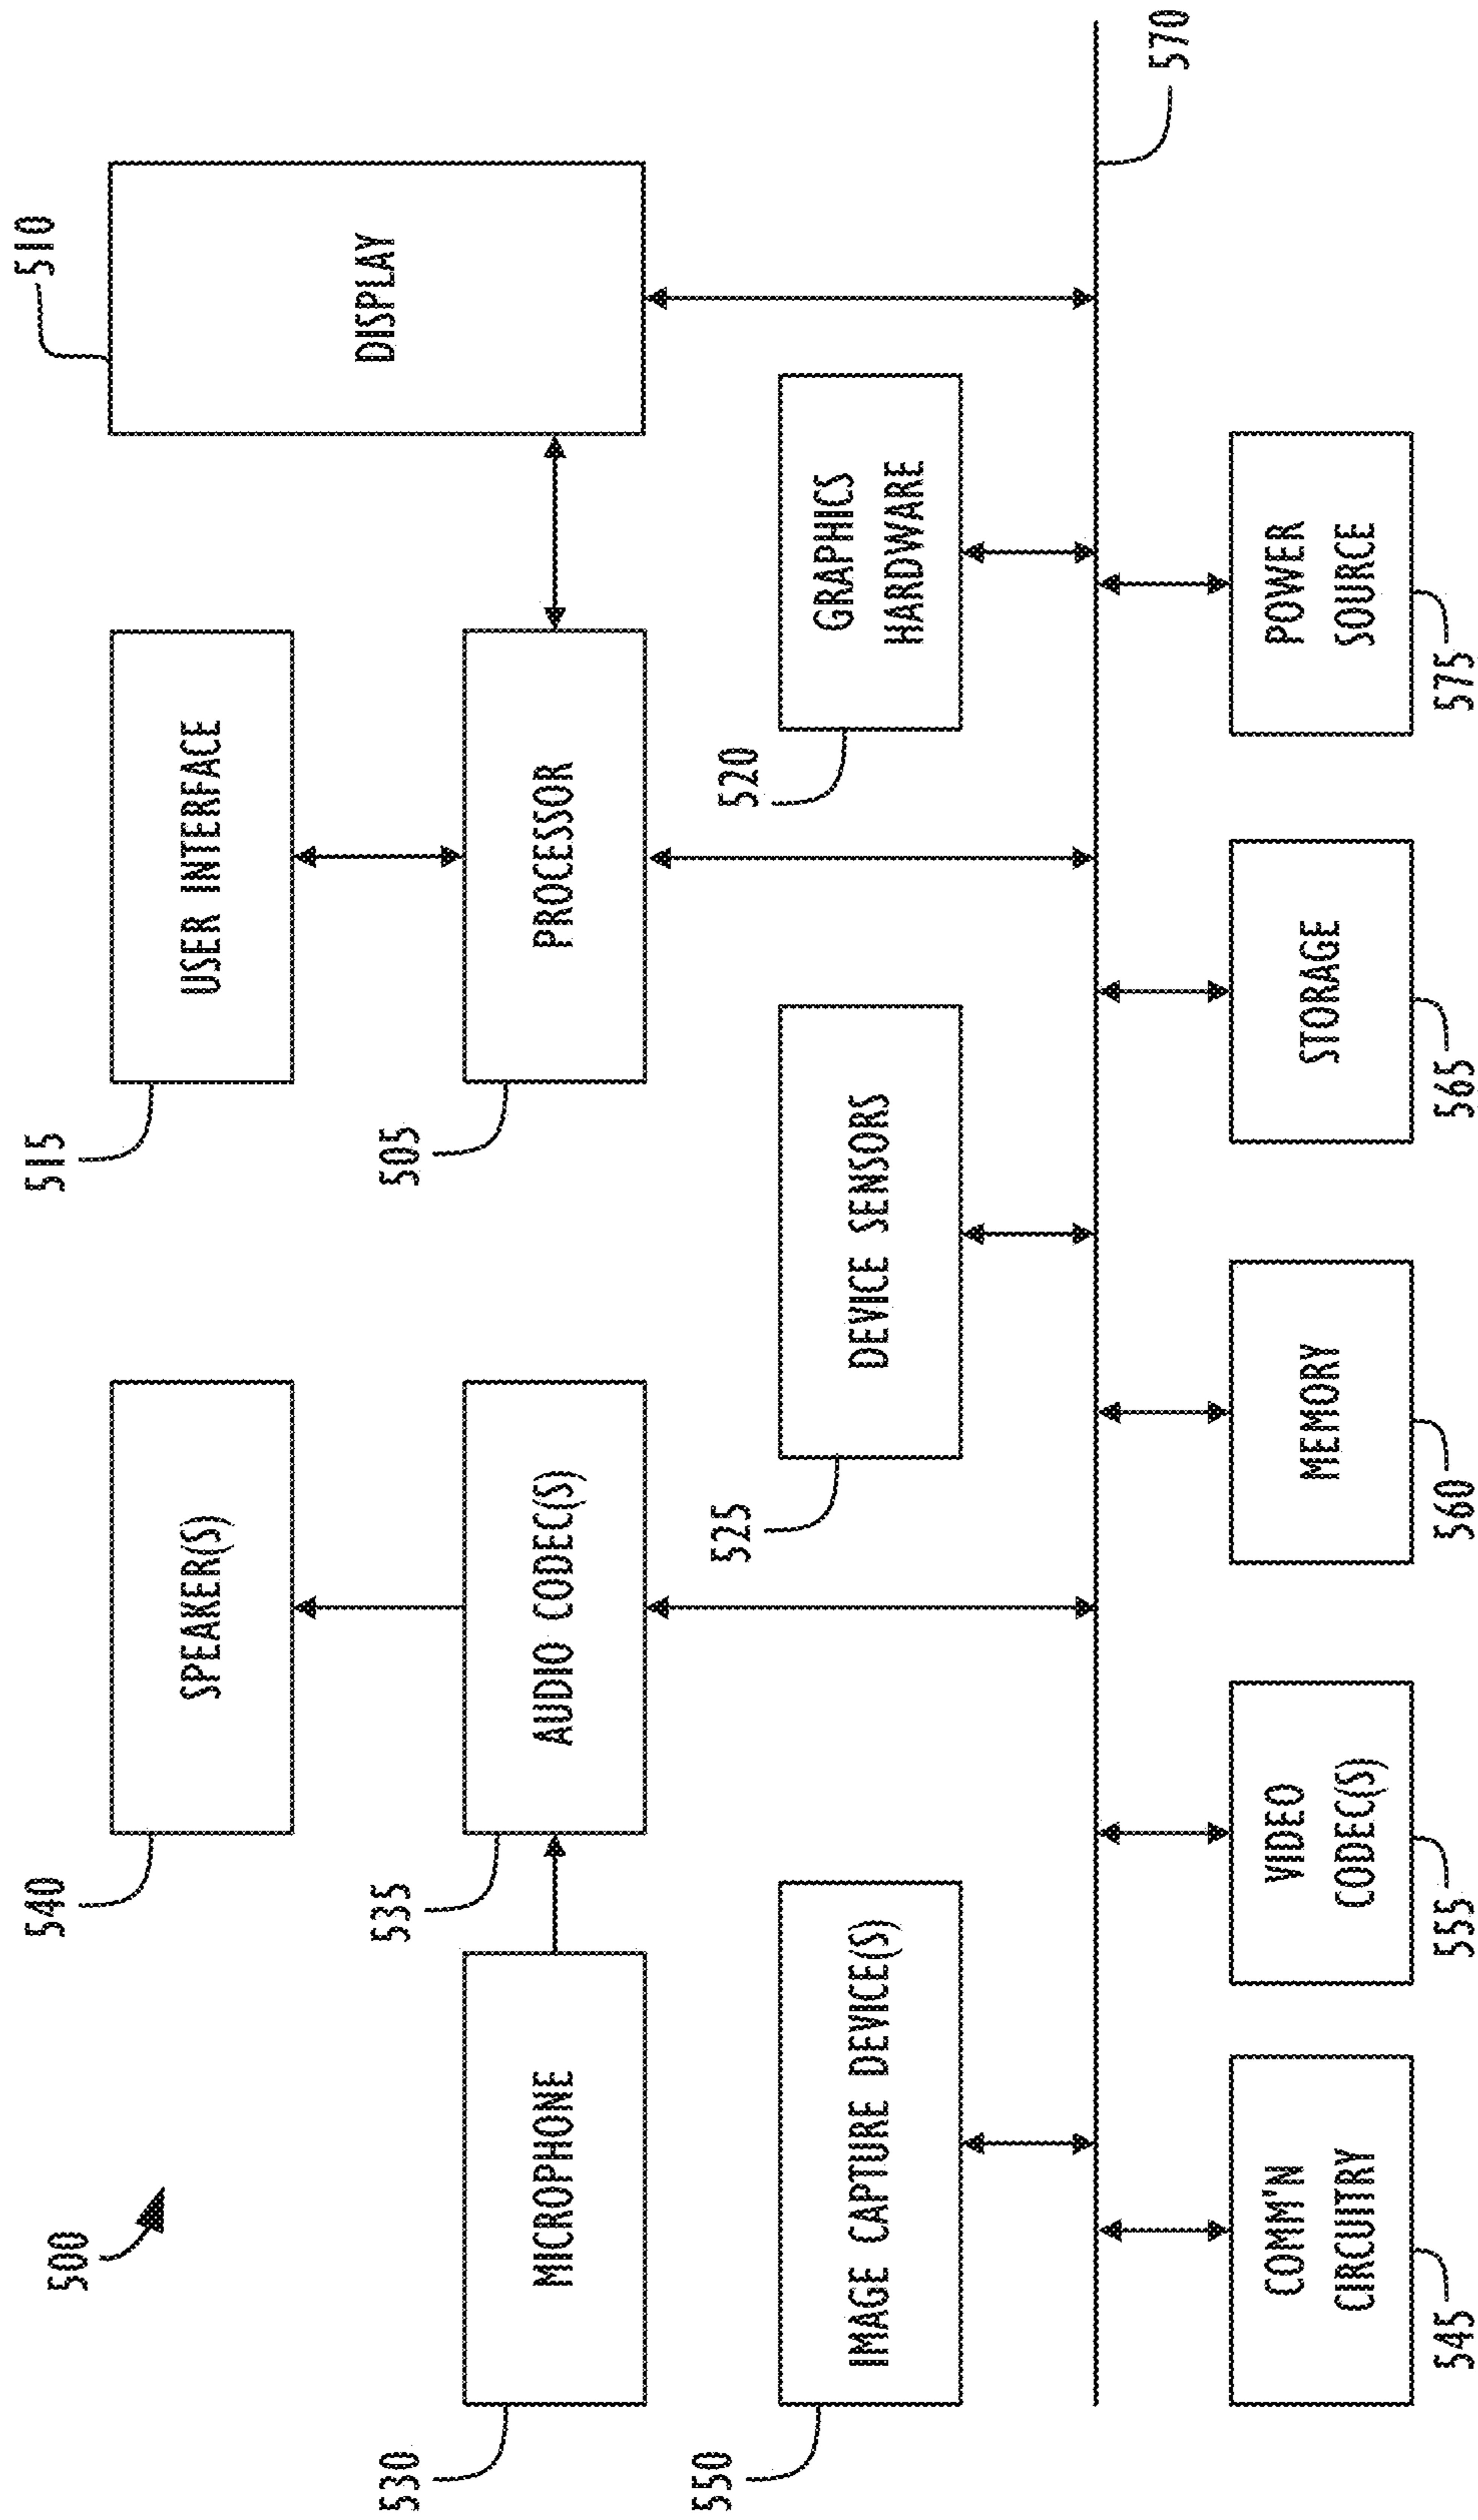 500
540
SPEAKER(S)
515
USER INTERFACE
510
DISPLAY
530
MICROPHONE
535
AUDIO CODEC(S)
505
PROCESSOR
550
IMAGE CAPTURE DEVICE(S)
525
DEVICE SENSORS
520
GRAPHICS
HARDWARE
570
COMM'N
CIRCUITRY
545
VIDEO
CODEC(S)
555
MEMORY
560
STORAGE
565
POWER
SOURCE
575